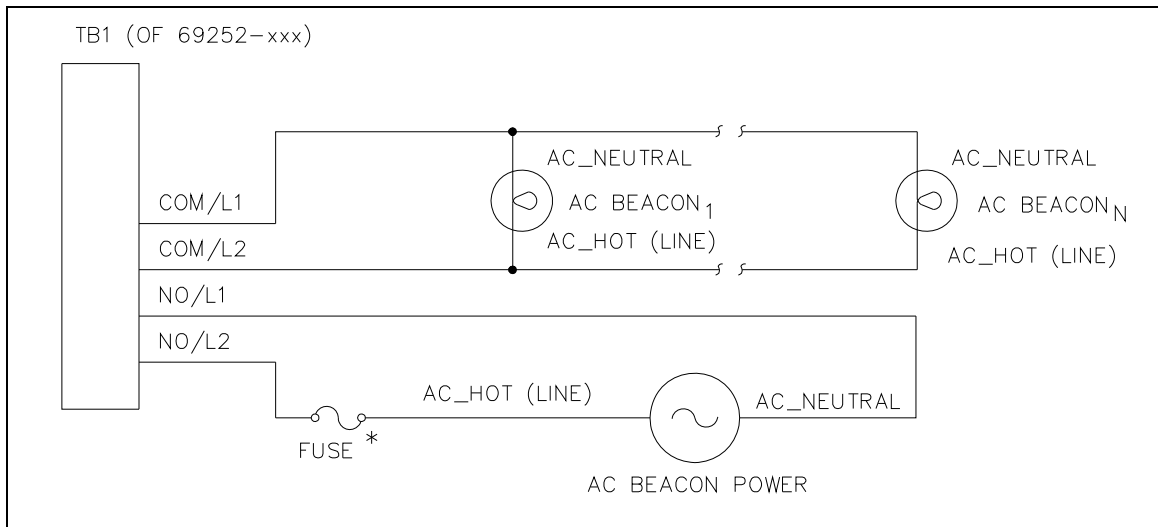 TB1 (OF 69252-xxx)
AC_NEUTRAL
AC_NEUTRAL
COM/L1
AC BEACON1
AC BEACONN
COM/L2
AC_HOT (LINE)
AC_HOT (LINE)
NO/L1
NO/L2
AC_HOT (LINE)
AC_NEUTRAL
FUSE *
AC BEACON POWER